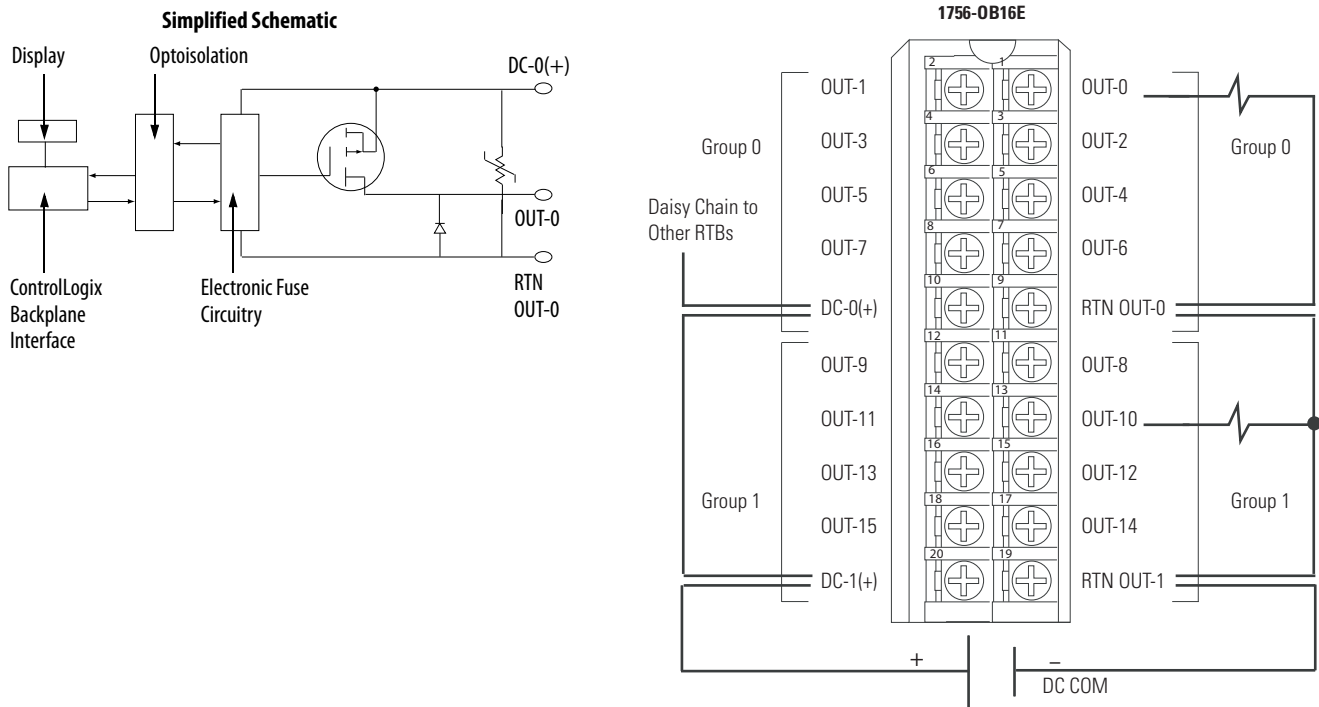 Simplified Schematic
Display
Optoisolation
DC-0(+)
OUT-0
RTN
OUT-0
ControlLogix
Backplane
Interface
Electronic Fuse
Circuitry
1756-OB16E
2 1
OUT-1
OUT-0
4 3
Group 0
OUT-3
OUT-2
Group 0
6 5
OUT-5
OUT-4
Daisy Chain to
Other RTBs
8 7
OUT-7
OUT-6
10 9
DC-0(+)
RTN OUT-0
12 11
OUT-9
OUT-8
14 13
OUT-11
OUT-10
16 15
OUT-13
OUT-12
18 17
Group 1
OUT-15
OUT-14
Group 1
20 19
DC-1(+)
RTN OUT-1
+
–
DC COM